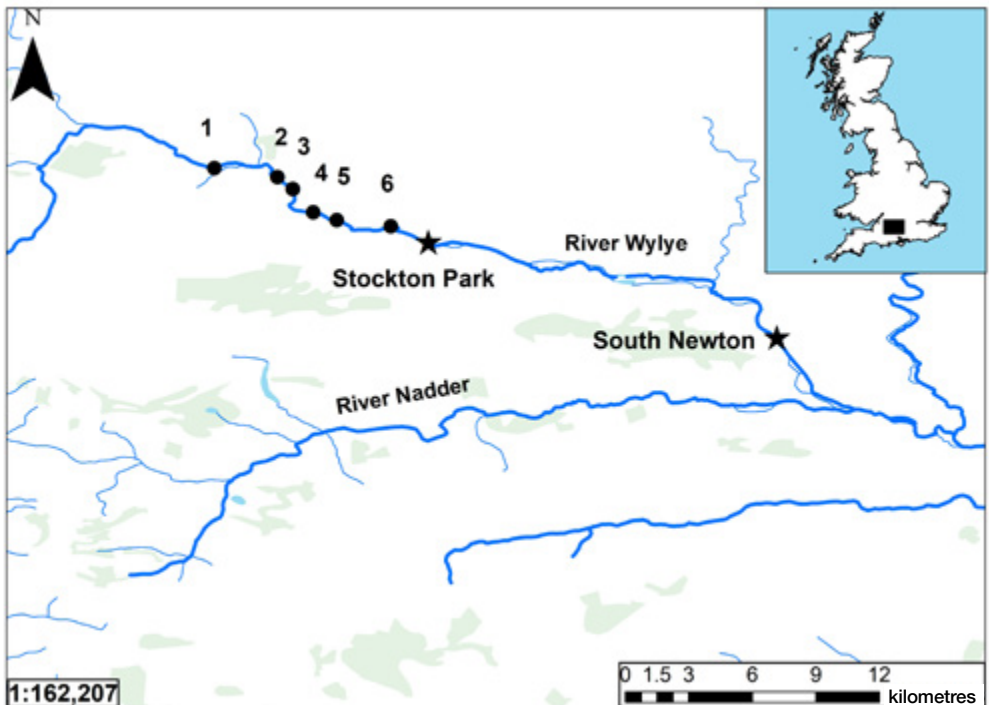 N
1
2
3
4
5
6
River Wylye
Stockton Park
South Newton
River Nadder
1:162,207
0 1.5 3 6 9 12
kilometres